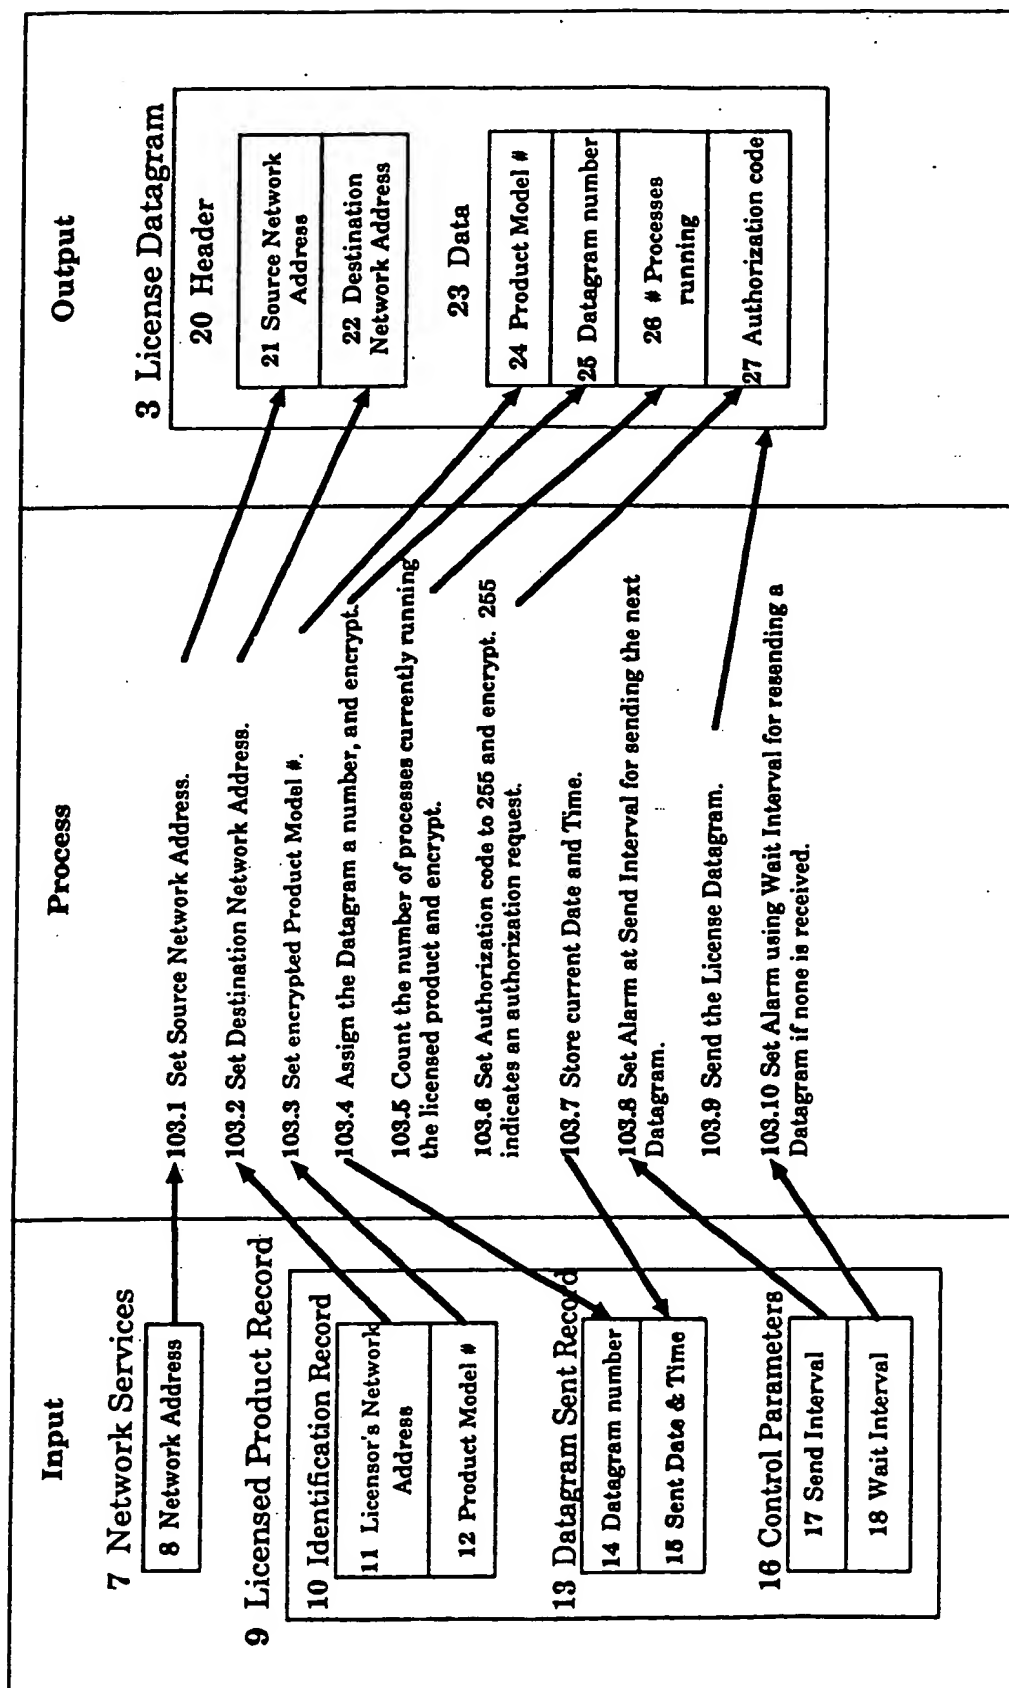 Input
Process
Output
7 Network Services
8 Network Address
9 Licensed Product Record
10 Identification Record
11 Licensor's Network
Address
12 Product Model #
13 Datagram Sent Record
14 Datagram number
15 Sent Date & Time
16 Control Parameters
17 Send Interval
18 Wait Interval
103.1 Set Source Network Address.
103.2 Set Destination Network Address.
103.3 Set encrypted Product Model #.
103.4 Assign the Datagram a number, and encrypt.
103.5 Count the number of processes currently running
the licensed product and encrypt.
103.6 Set Authorization code to 255 and encrypt. 255
indicates an authorization request.
103.7 Store current Date and Time.
103.8 Set Alarm at Send Interval for sending the next
Datagram.
103.9 Send the License Datagram.
103.10 Set Alarm using Wait Interval for resending a
Datagram if none is received.
3 License Datagram
20 Header
21 Source Network
Address
22 Destination
Network Address
23 Data
24 Product Model #
25 Datagram number
26 # Processes
running
27 Authorization code